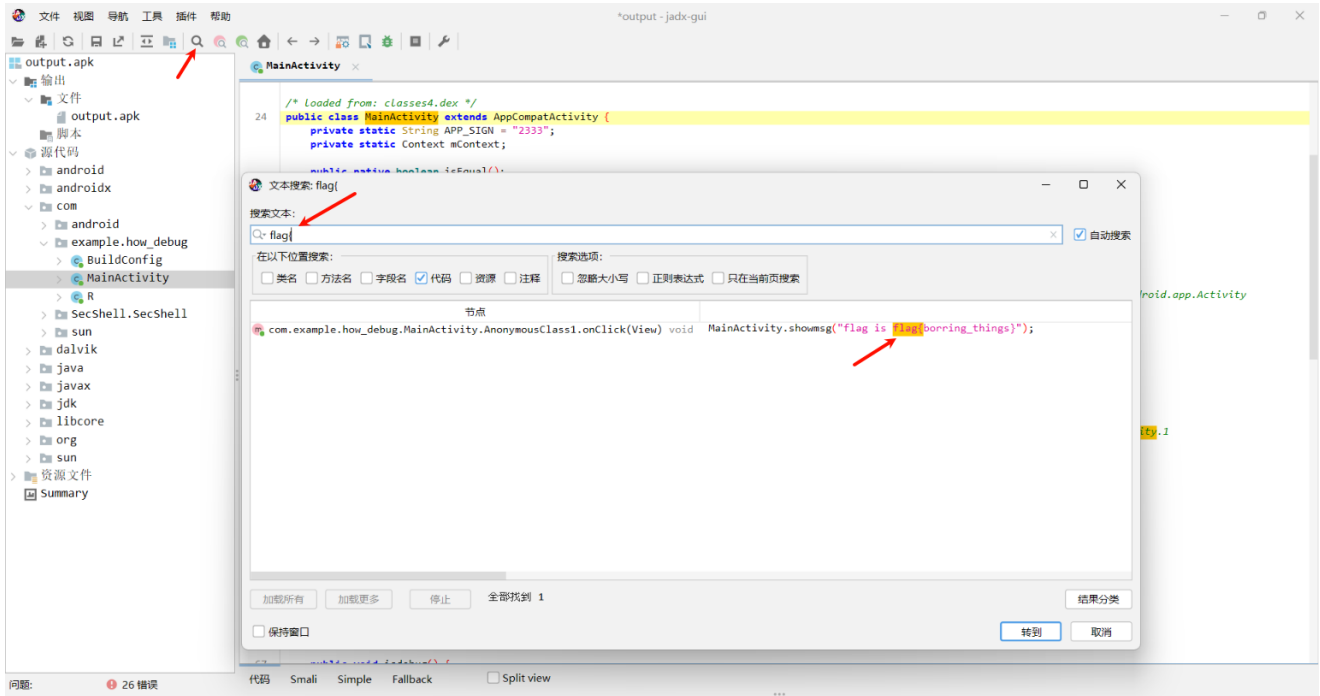 文件 视图 导航 工具 插件 帮助
*output - jadx-gui
output.apk
输出
文件
output.apk
脚本
源代码
android
androidx
com
android
example.how_debug
BuildConfig
MainActivity
R
SecShell.SecShell
sun
dalvik
java
javax
jdk
libcore
org
sun
资源文件
Summary
问题: 26 错误
MainActivity
/* loaded from: classes4.dex */
24 public class MainActivity extends AppCompatActivity {
private static String APP_SIGN = "2333";
private static Context mContext;
public native boolean isEqual();
文本搜索: flag{
搜索文本:
flag{
自动搜索
在以下位置搜索:
类名 方法名 字段名 代码 资源 注释
搜索选项:
忽略大小写 正则表达式 只在当前页搜索
节点
com.example.how_debug.MainActivity.AnonymousClass1.onClick(View) void MainActivity.showmsg("flag is flag{borring_things}");
加载所有 加载更多 停止 全部找到 1
结果分类
保持窗口
转到 取消
roid.app.Activity
ity.1
代码 Smali Simple Fallback Split view